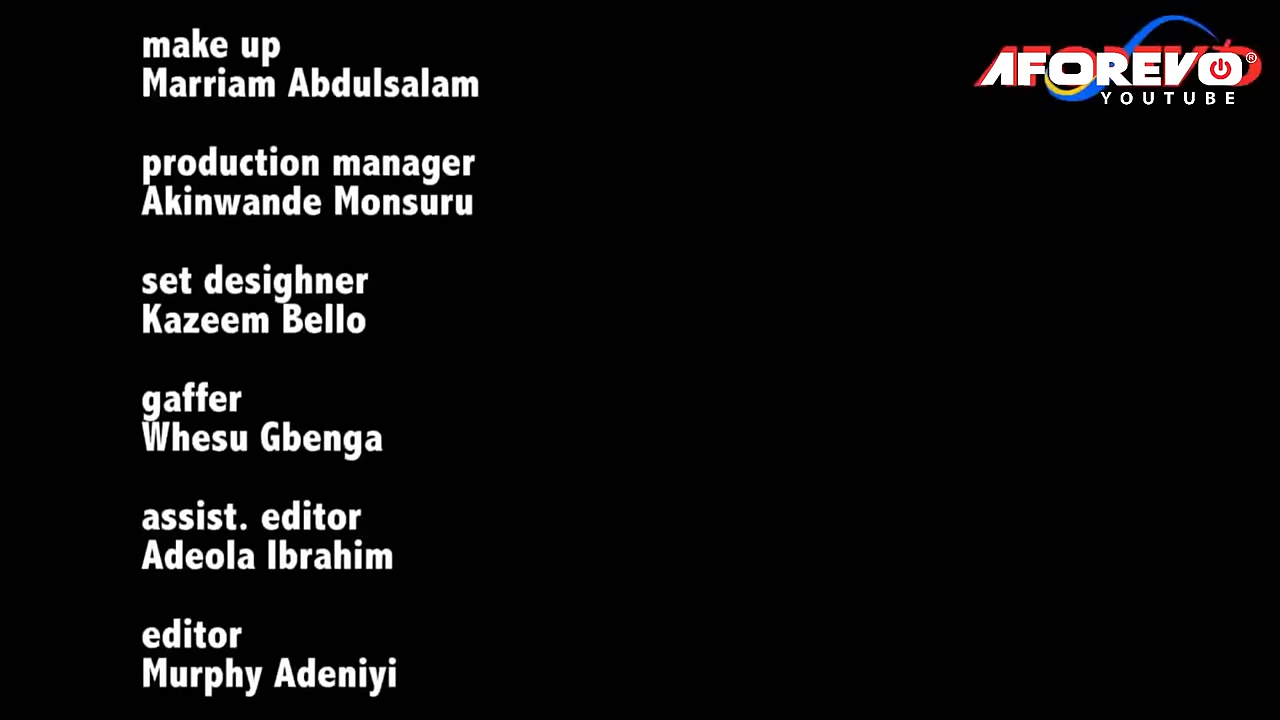 make up
Marriam Abdulsalam
production manager
Akinwande Monsuru
set desighner
Kazeem Bello
gaffer
Whesu Gbenga
assist. editor
Adeola Ibrahim
editor
Murphy Adeniyi
AFOREVO®
YOUTUBE